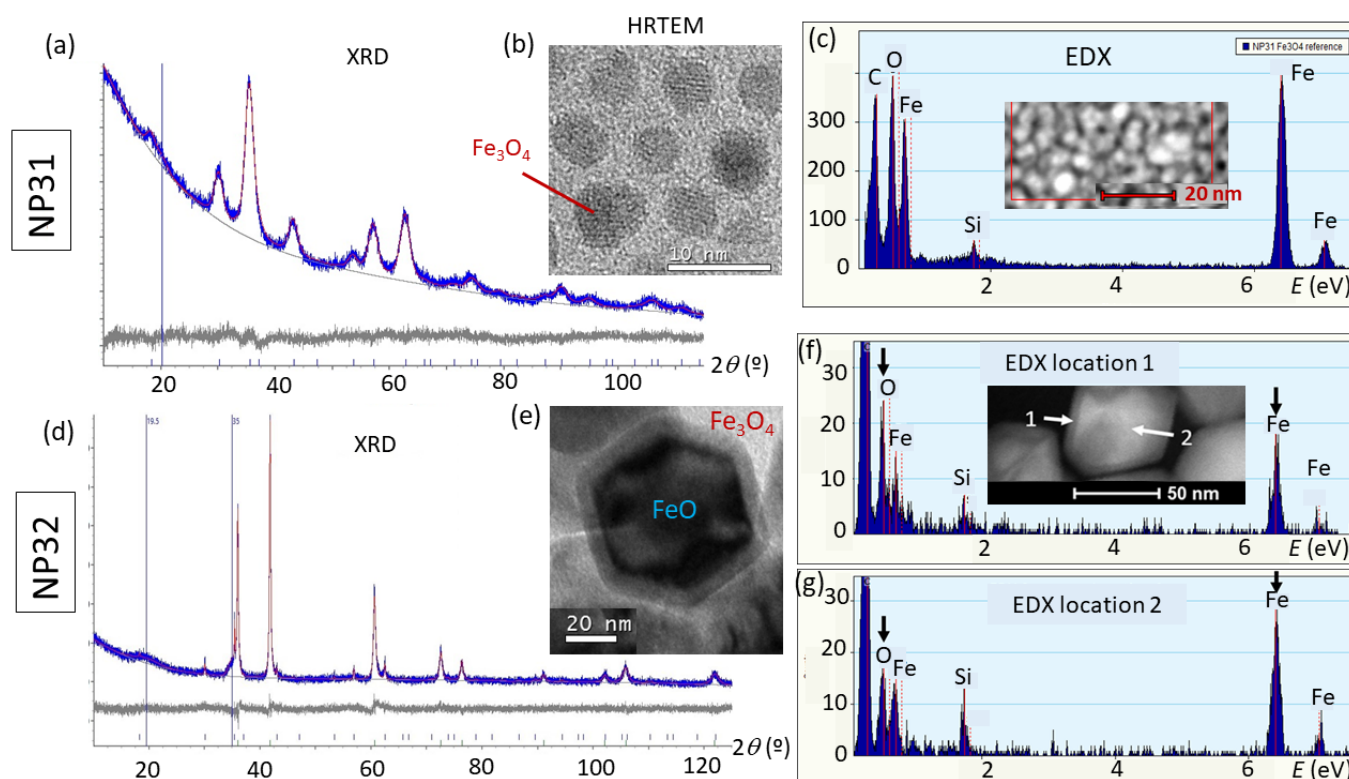 NP31
(a)
XRD
20
40
60
80
100
2θ (º)
(b)
HRTEM
Fe3O4
10 nm
(c)
EDX
NP31 Fe3O4 reference
C
O
Fe
Si
Fe
Fe
20 nm
300
200
100
0
2
4
6
E (eV)
NP32
(d)
XRD
19.5
35
20
40
60
80
100
120
2θ (º)
(e)
Fe3O4
FeO
20 nm
(f)
EDX location 1
O
Fe
Si
Fe
Fe
1
2
50 nm
30
20
10
0
2
4
6
E (eV)
(g)
EDX location 2
O
Fe
Si
Fe
Fe
30
20
10
0
2
4
6
E (eV)